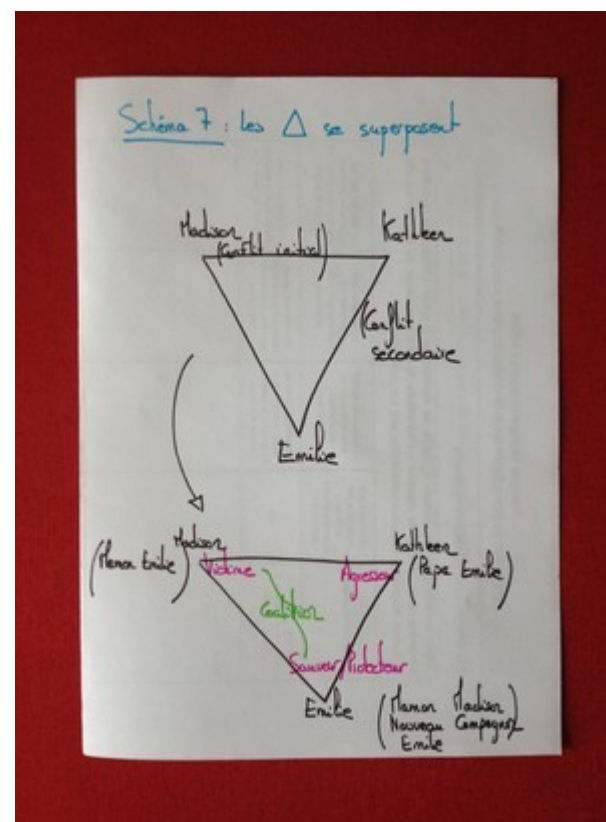 Schéma 7 : les △ se superposent
Madison
Kathleen
(Conflit initial)
(Conflit
secondaire
Emilie
Madison
Kathleen
(Maman Emilie)
Victime
Agresseur
(Papa Emilie)
Coalition
Sauveur/Protecteur
Emilie
(Maman Madison
Nouveau Compagnon)
Emilie